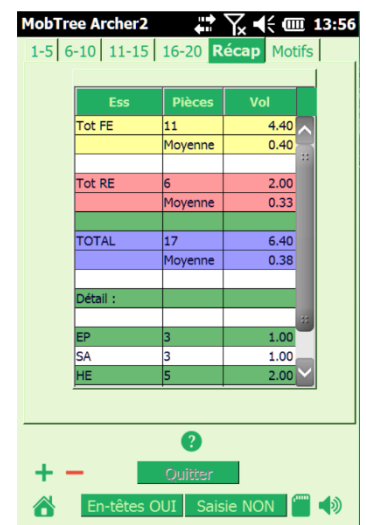 MobTree Archer2 13:56
1-5 6-10 11-15 16-20 Récap Motifs
Ess Pièces Vol
Tot FE 11 4.40
Moyenne 0.40
Tot RE 6 2.00
Moyenne 0.33
TOTAL 17 6.40
Moyenne 0.38
Détail :
EP 3 1.00
SA 3 1.00
HE 5 2.00
?
+ −
Quitter
En-têtes OUI Saisie NON